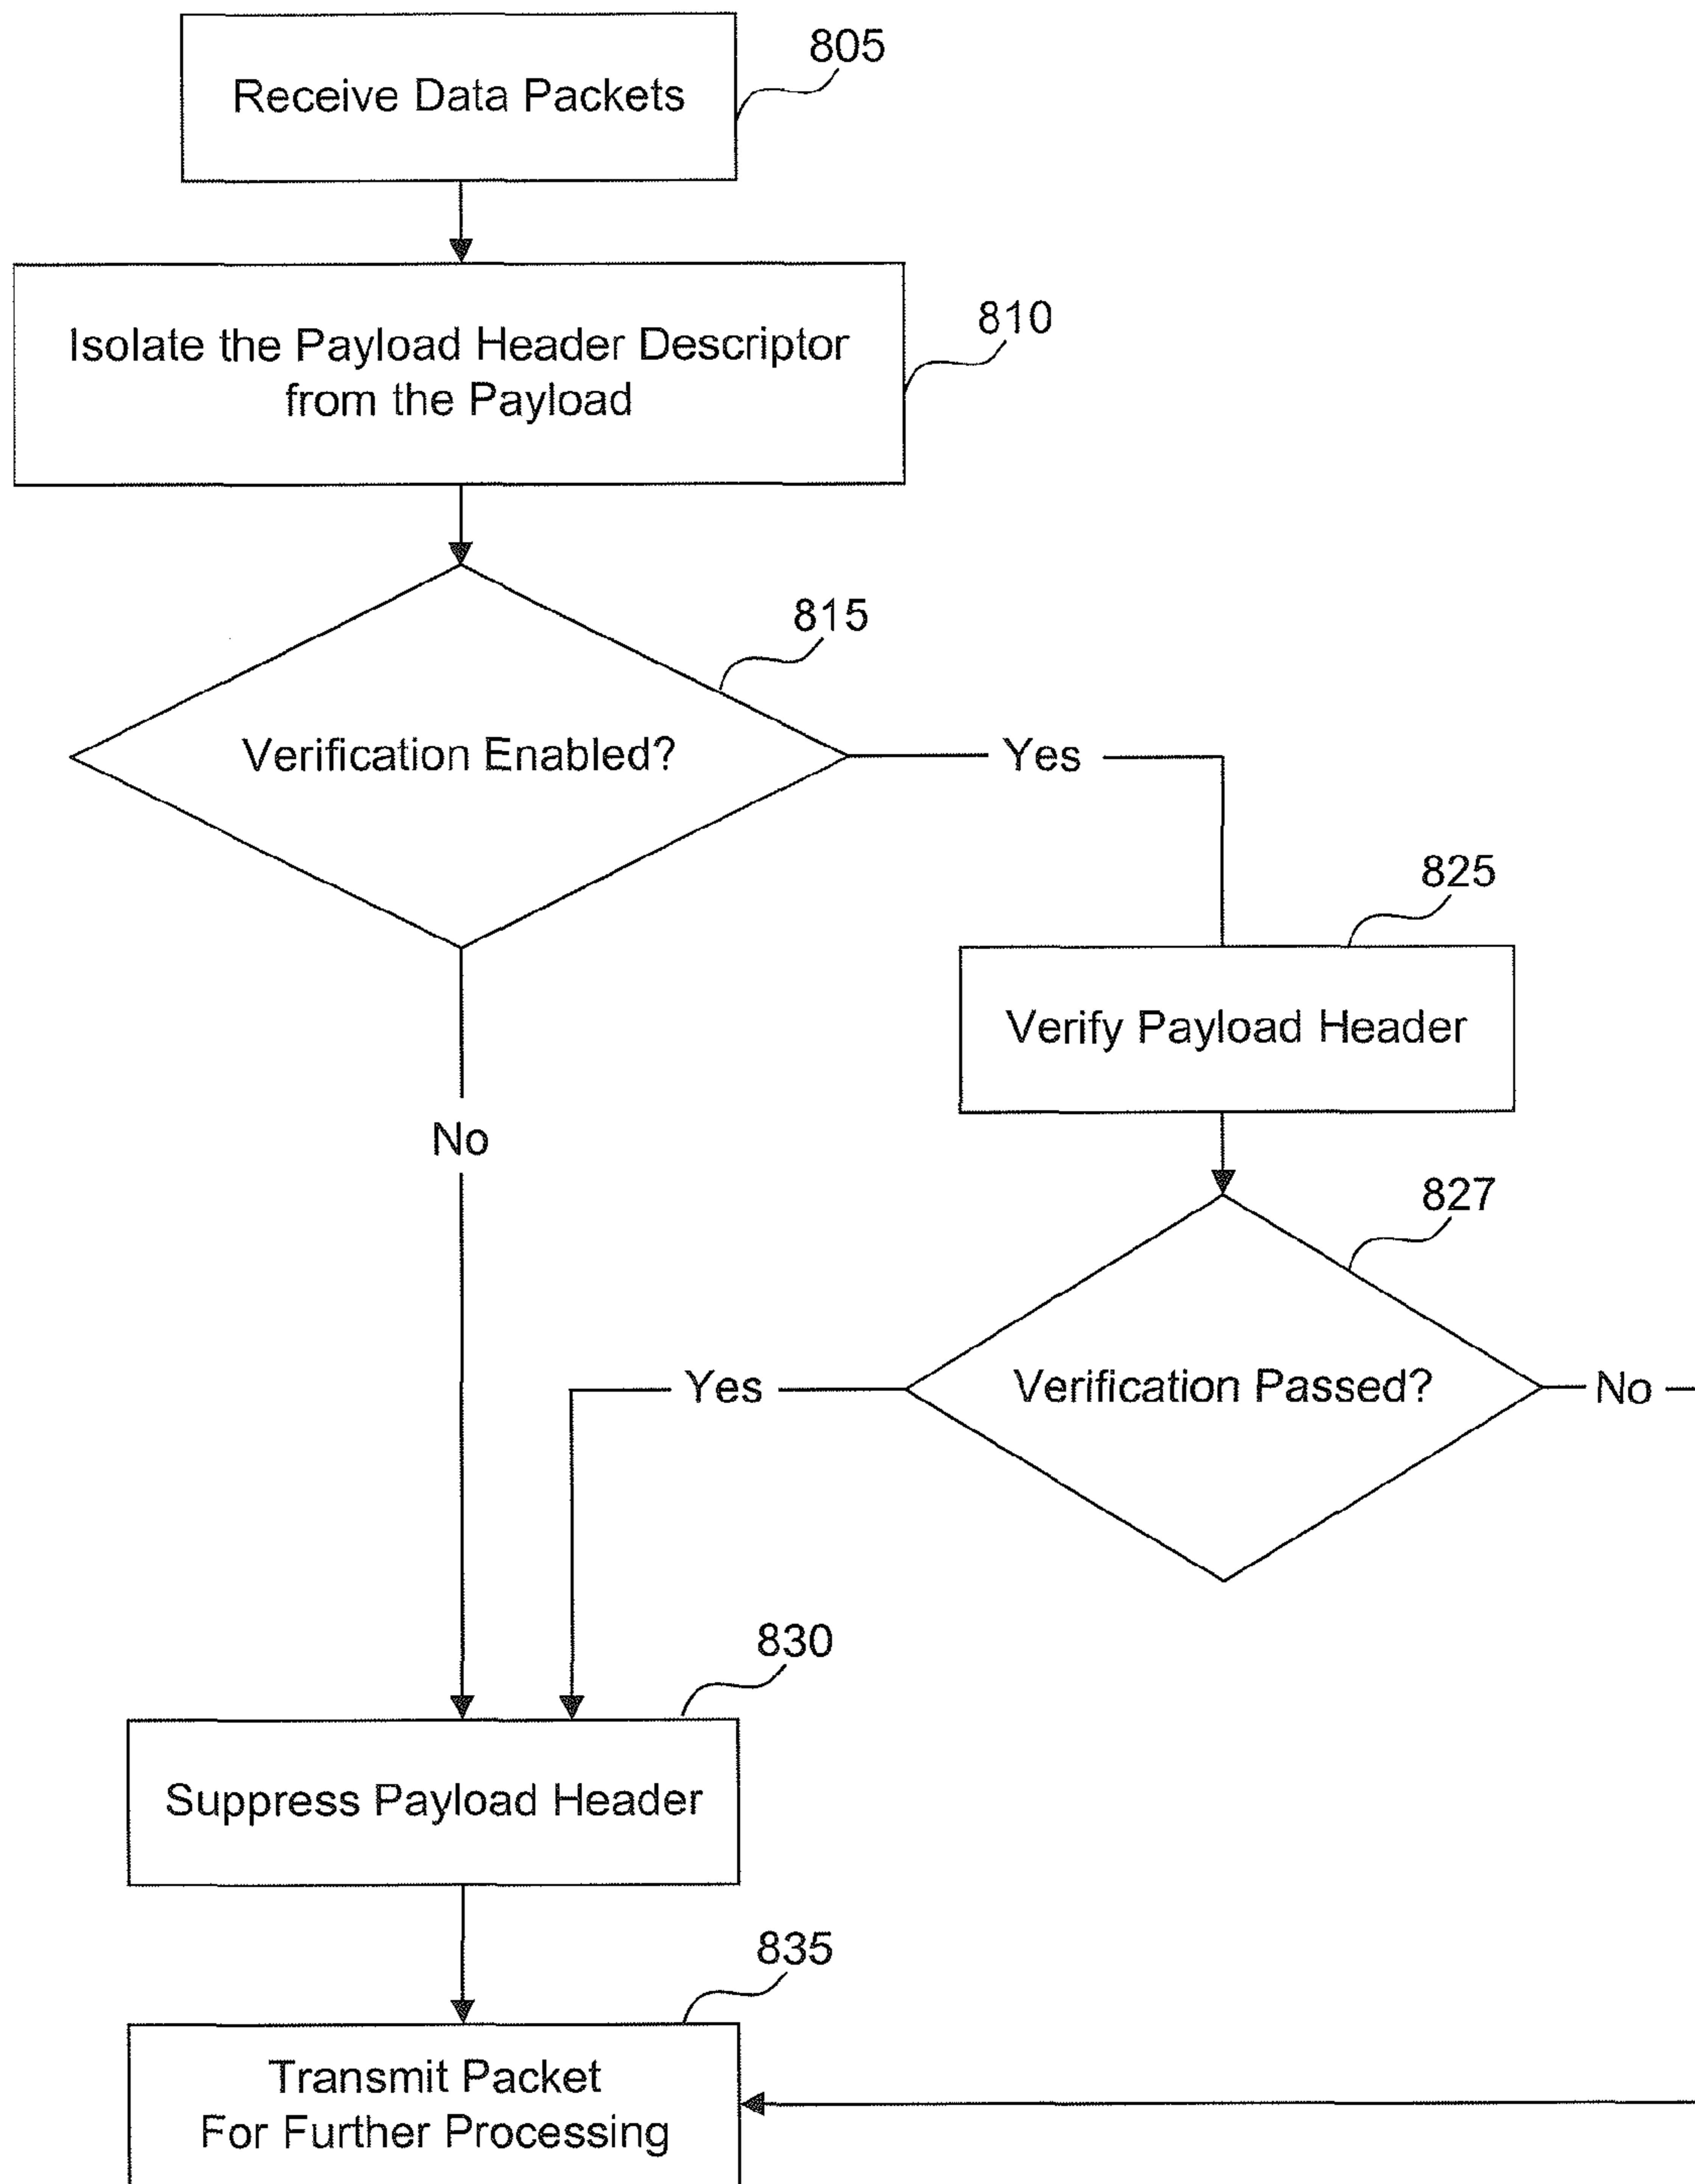 805
Receive Data Packets
810
Isolate the Payload Header Descriptor
from the Payload
815
Verification Enabled?
Yes
825
Verify Payload Header
No
827
Yes
Verification Passed?
No
830
Suppress Payload Header
835
Transmit Packet
For Further Processing